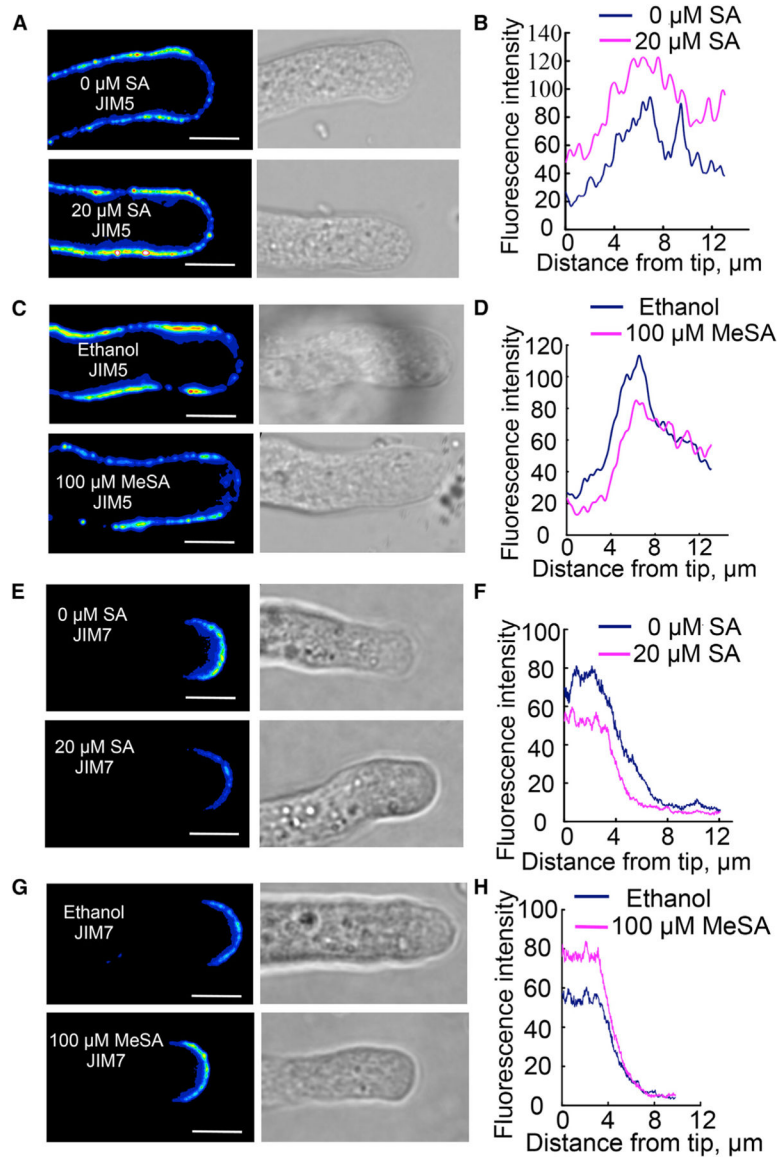 A
0 µM SA
JIM5
20 µM SA
JIM5
B
0 µM SA
20 µM SA
Fluorescence intensity
140
120
100
80
60
40
20
0
0 4 8 12
Distance from tip, µm
C
Ethanol
JIM5
100 µM MeSA
JIM5
D
Ethanol
100 µM MeSA
Fluorescence intensity
120
100
80
60
40
20
0
0 4 8 12
Distance from tip, µm
E
0 µM SA
JIM7
20 µM SA
JIM7
F
0 µM SA
20 µM SA
Fluorescence intensity
100
80
60
40
20
0
0 4 8 12
Distance from tip, µm
G
Ethanol
JIM7
100 µM MeSA
JIM7
H
Ethanol
100 µM MeSA
Fluorescence intensity
100
80
60
40
20
0
0 4 8 12
Distance from tip, µm